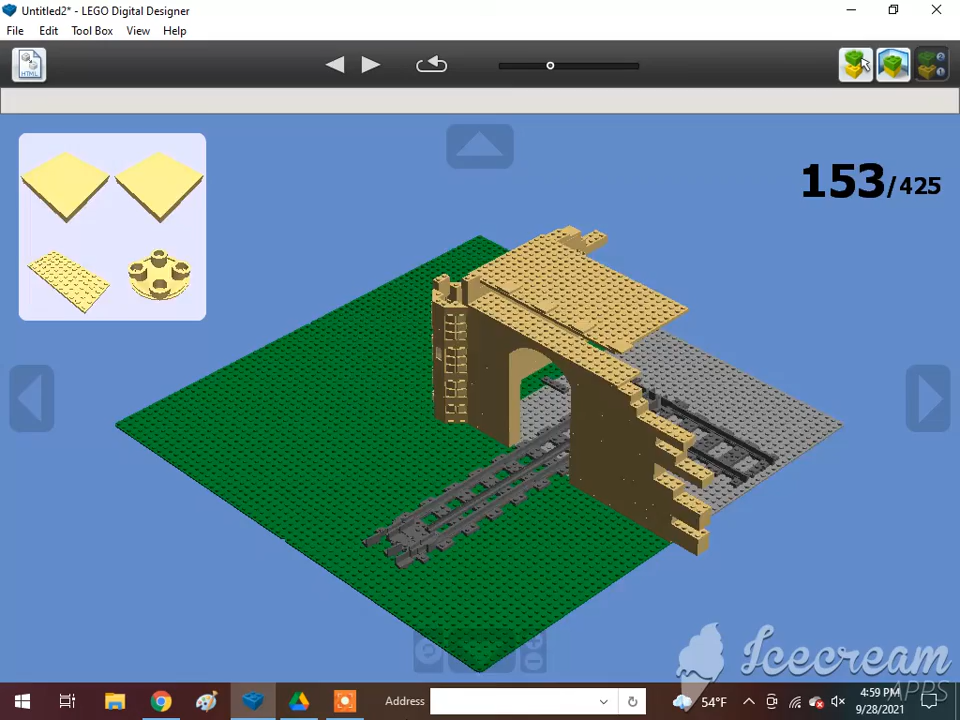 Untitled2* - LEGO Digital Designer
File Edit Tool Box View Help
HTML
153/425
Address
54°F
4:59 PM
9/28/2021
Icecream
APPS